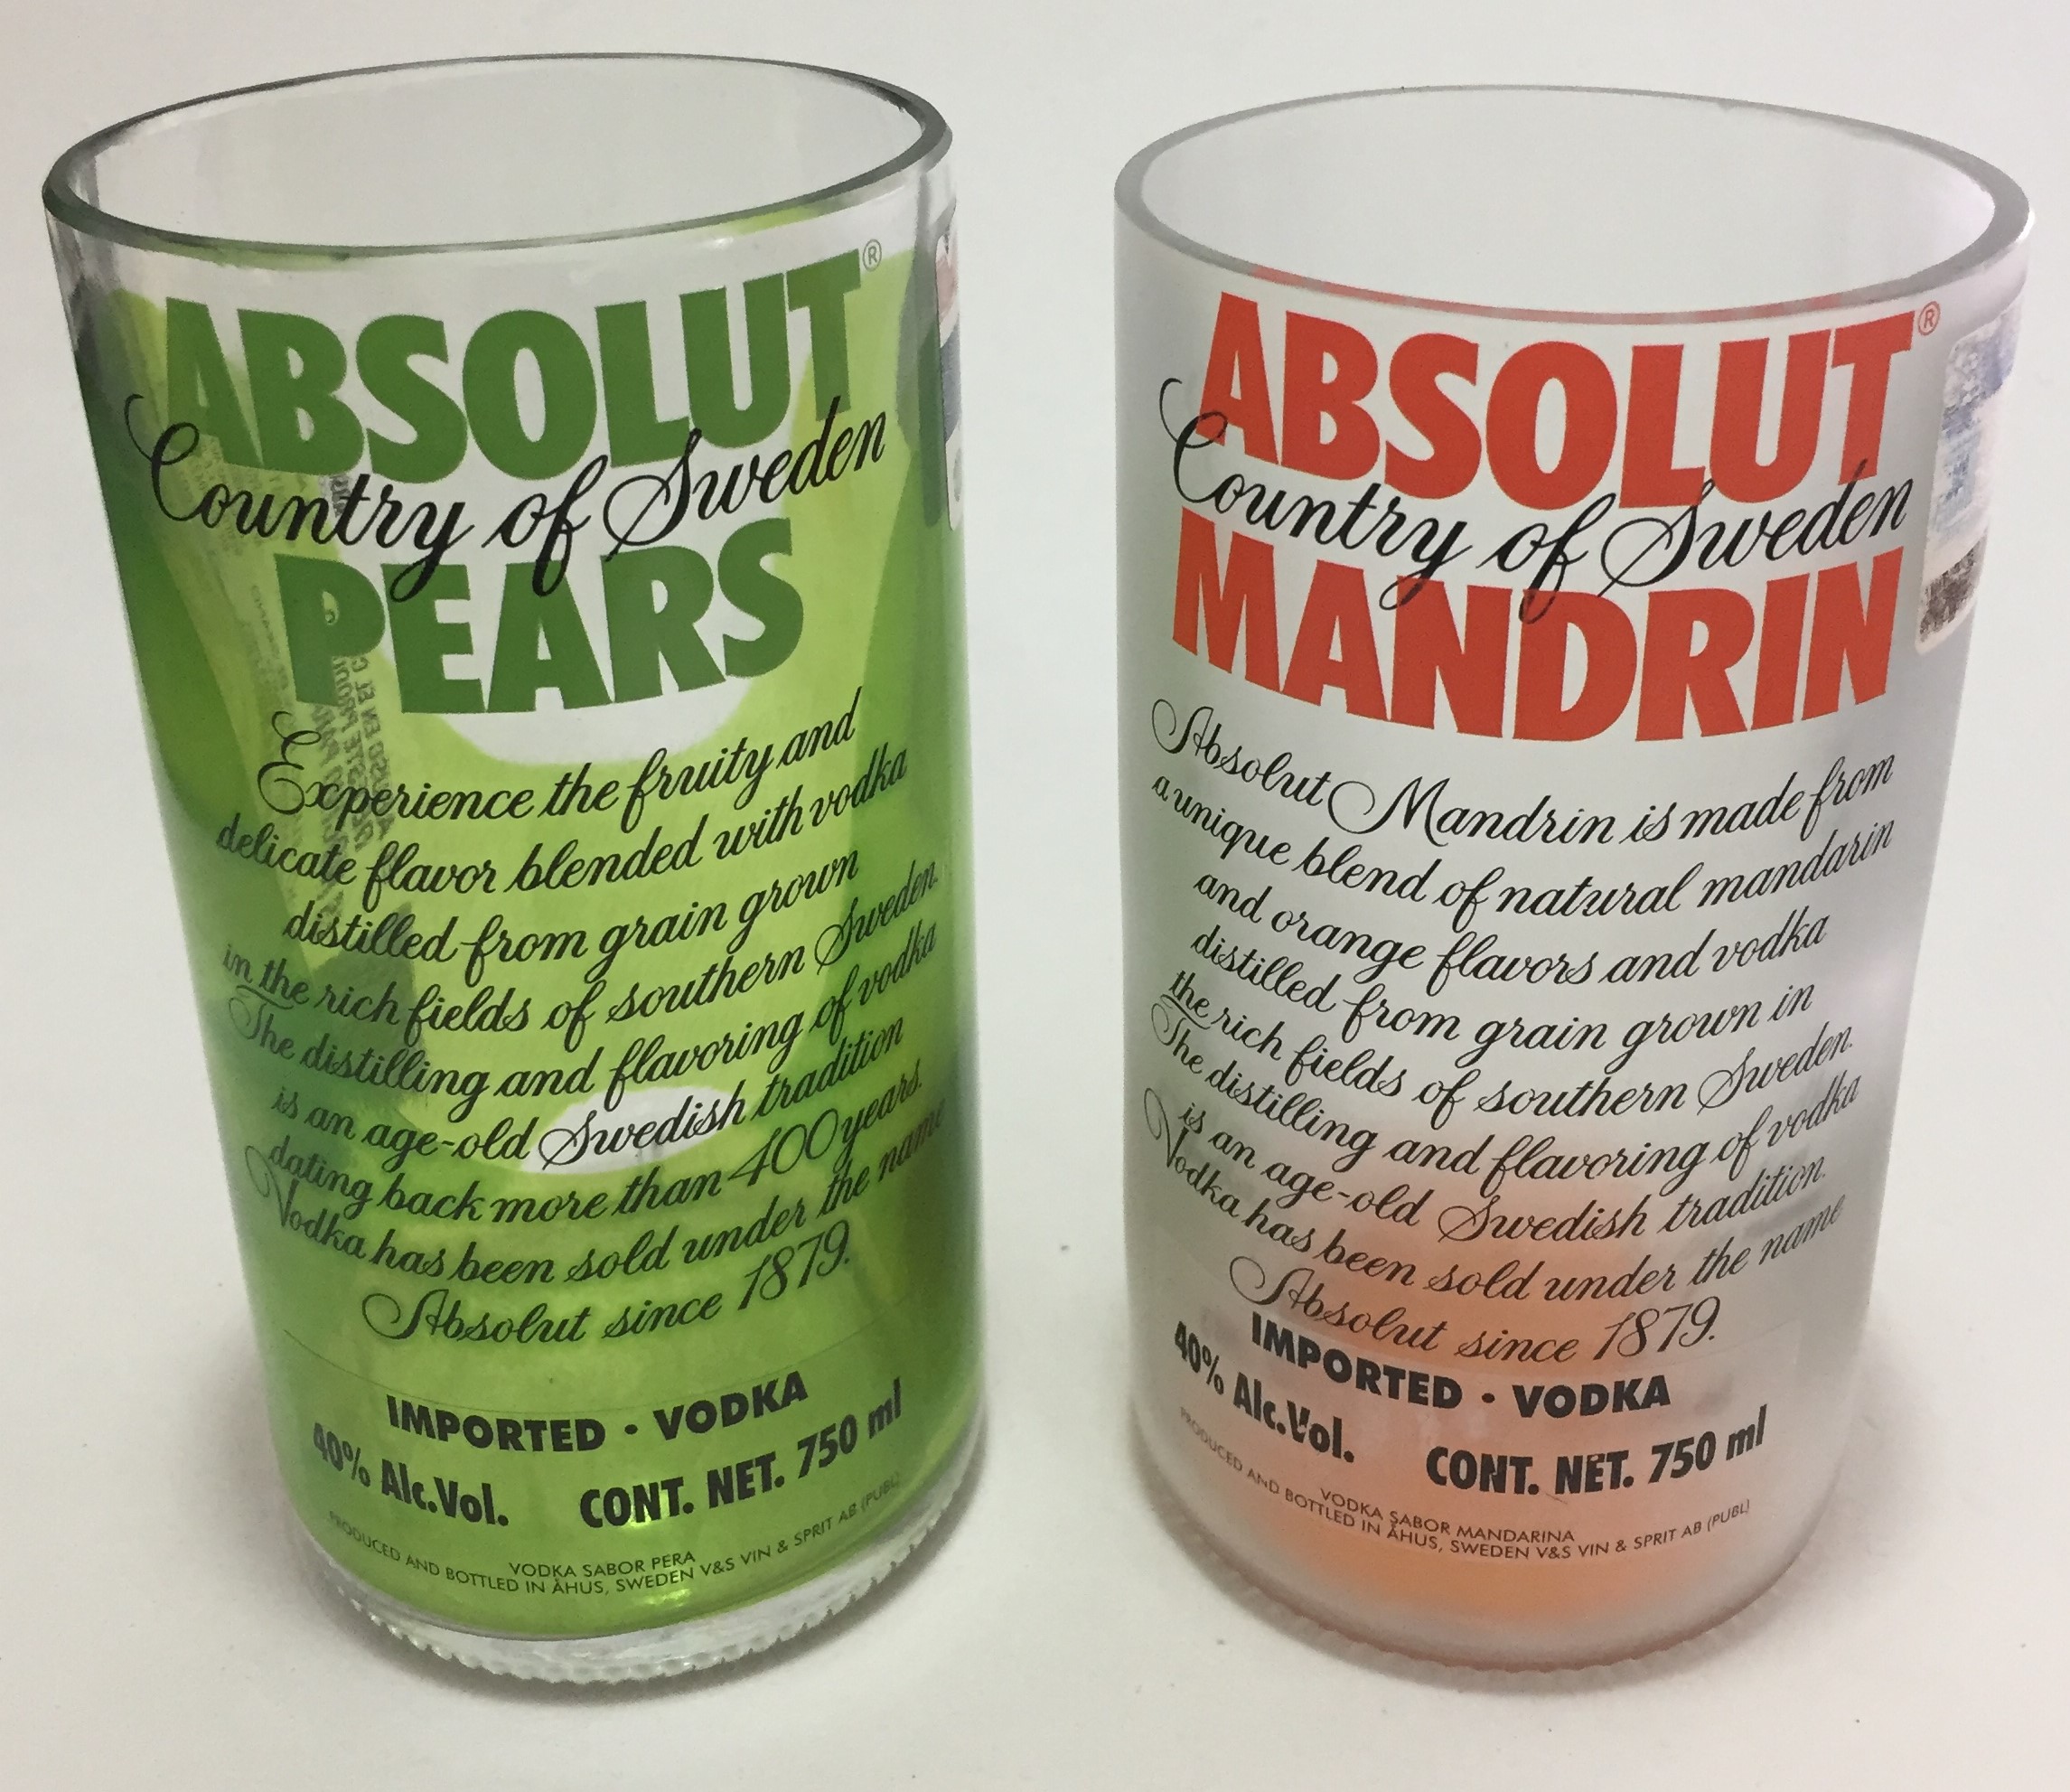 ABSOLUT®
Country of Sweden
PEARS
Experience the fruity and
delicate flavor blended with vodka
distilled from grain grown
in the rich fields of southern Sweden.
The distilling and flavoring of vodka
is an age-old Swedish tradition
dating back more than 400 years.
Vodka has been sold under the name
Absolut since 1879.
IMPORTED · VODKA
40% Alc.Vol. CONT. NET. 750 ml
VODKA SABOR PERA
PRODUCED AND BOTTLED IN ÅHUS, SWEDEN V&S VIN & SPRIT AB (PUBL)
ABSOLUT®
Country of Sweden
MANDRIN
Absolut Mandrin is made from
a unique blend of natural mandarin
and orange flavors and vodka
distilled from grain grown in
the rich fields of southern Sweden.
The distilling and flavoring of vodka
is an age-old Swedish tradition.
Vodka has been sold under the name
Absolut since 1879.
IMPORTED · VODKA
40% Alc.Vol. CONT. NET. 750 ml
VODKA SABOR MANDARINA
PRODUCED AND BOTTLED IN ÅHUS, SWEDEN V&S VIN & SPRIT AB (PUBL)